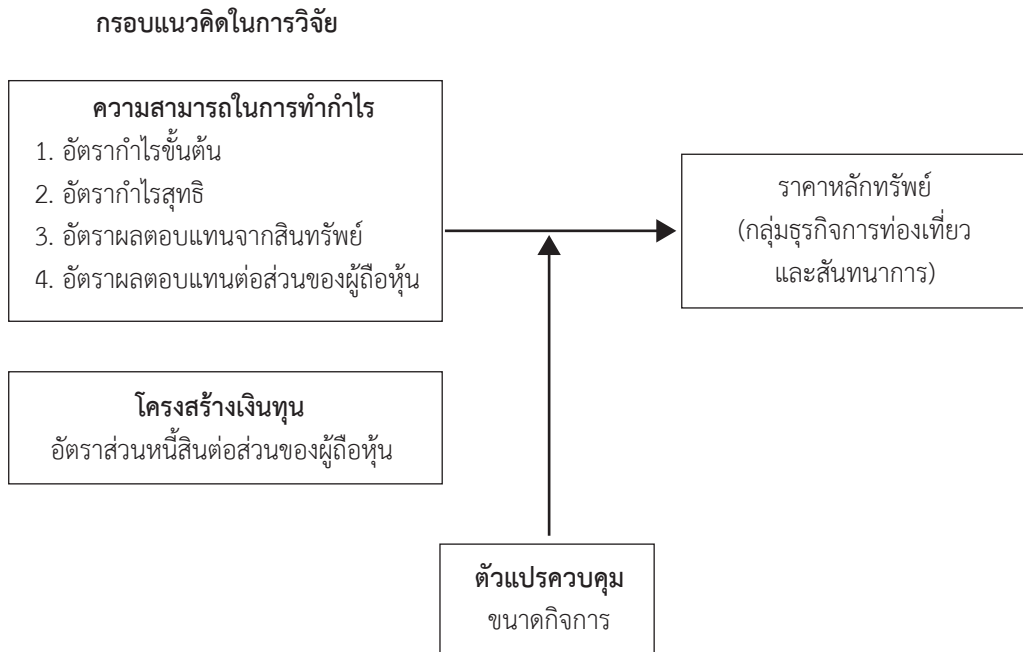 กรอบแนวคิดในการวิจัย
ความสามารถในการทำกำไร
1. อัตรากำไรขั้นต้น
2. อัตรากำไรสุทธิ
3. อัตราผลตอบแทนจากสินทรัพย์
4. อัตราผลตอบแทนต่อส่วนของผู้ถือหุ้น
ราคาหลักทรัพย์
(กลุ่มธุรกิจการท่องเที่ยว
และสันทนาการ)
โครงสร้างเงินทุน
อัตราส่วนหนี้สินต่อส่วนของผู้ถือหุ้น
ตัวแปรควบคุม
ขนาดกิจการ